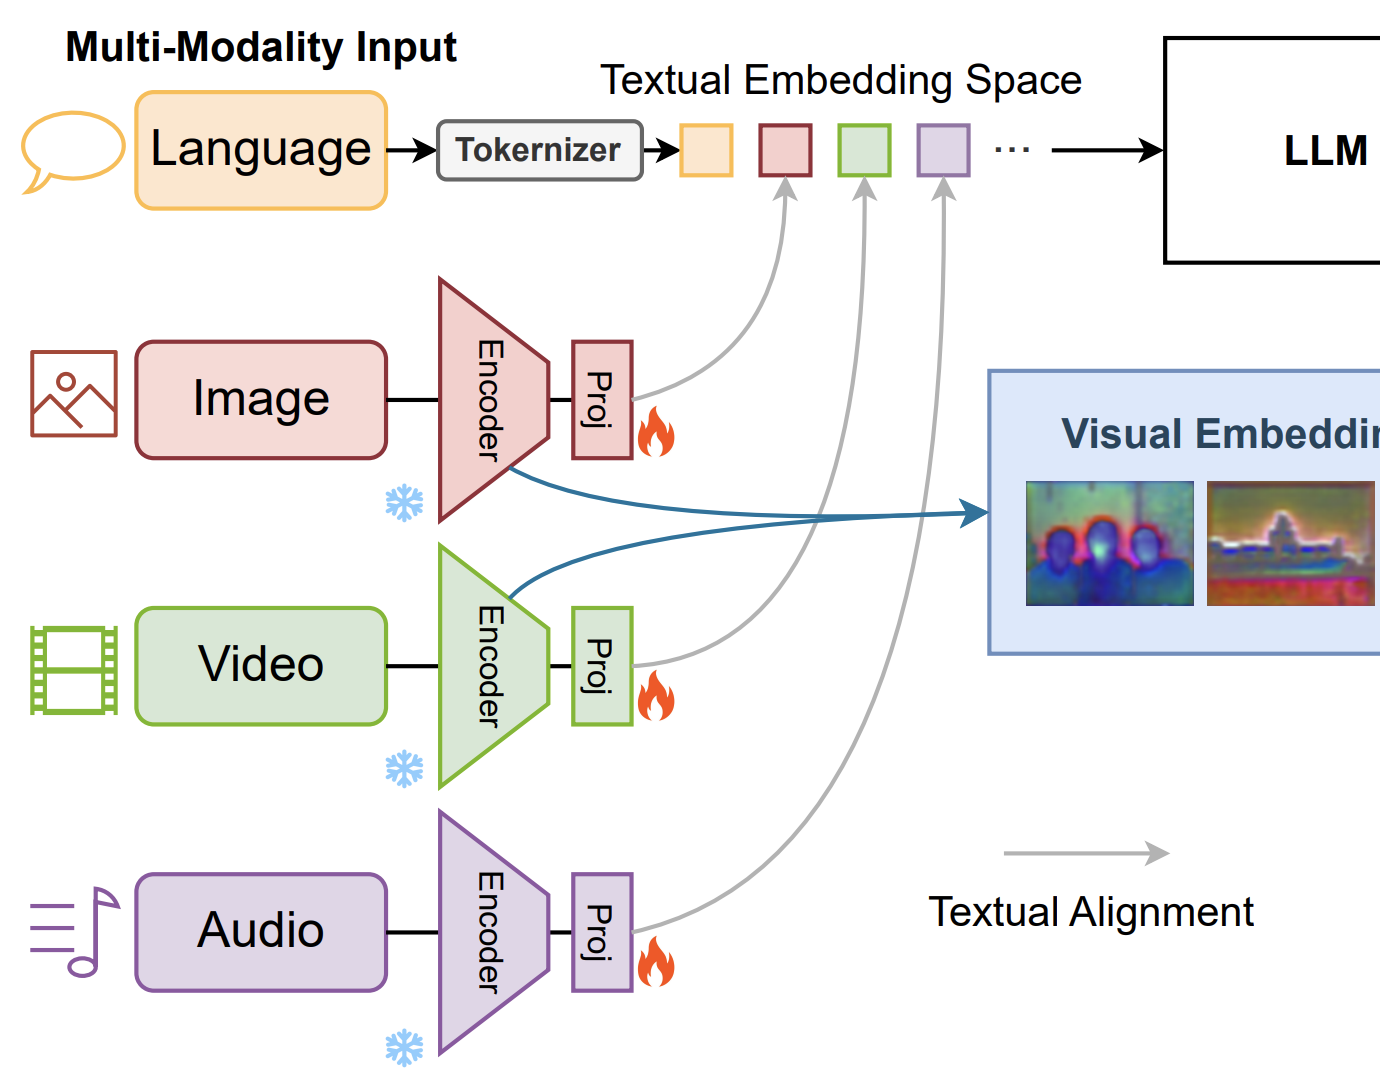 Multi-Modality Input
Textual Embedding Space
Language
Tokernizer
...
LLM
Image
Encoder
Proj
Visual Embeddin
Video
Encoder
Proj
Audio
Encoder
Proj
Textual Alignment